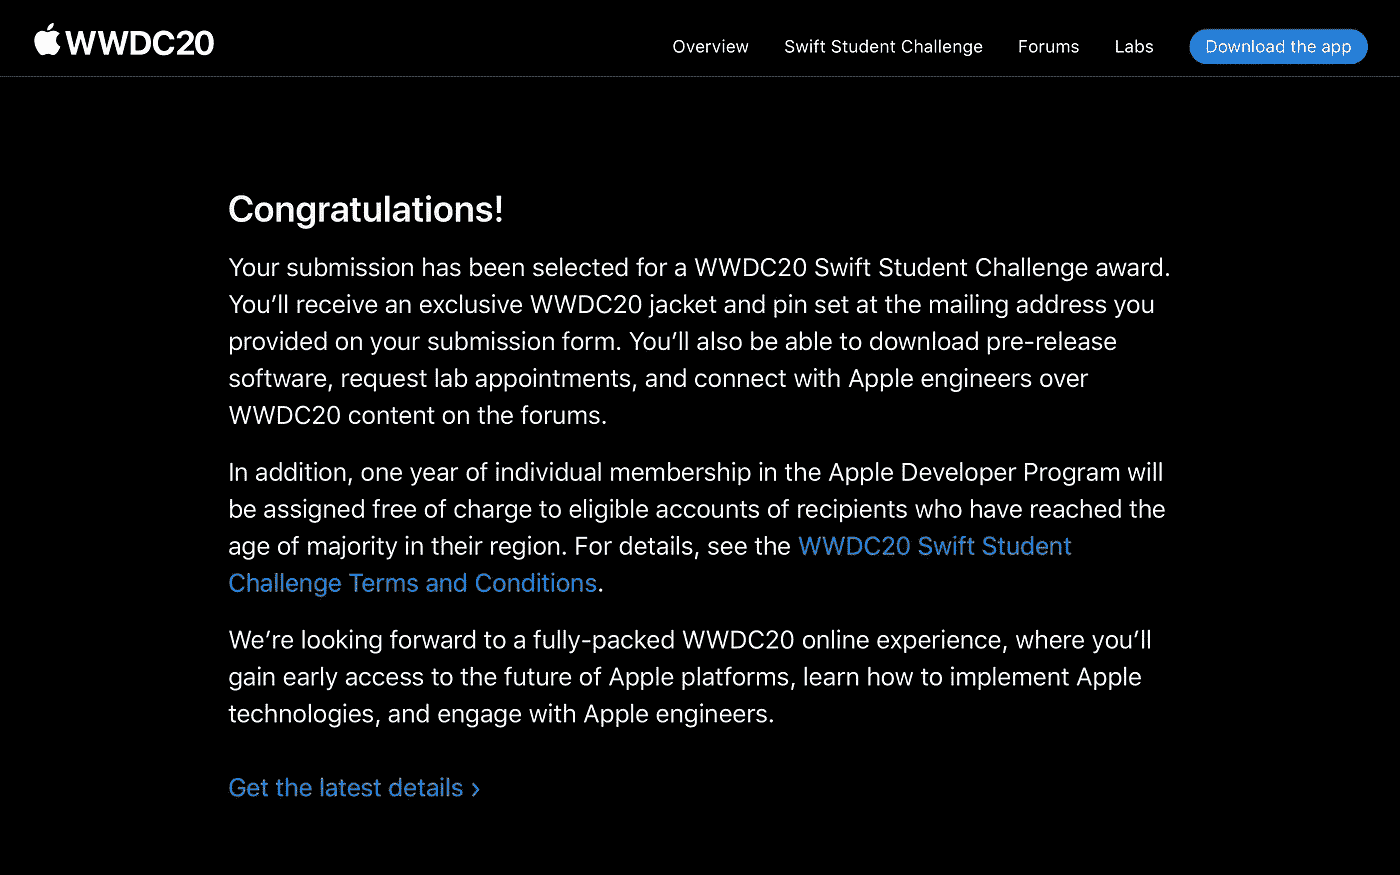 WWDC20
Overview
Swift Student Challenge
Forums
Labs
Download the app
Congratulations!
Your submission has been selected for a WWDC20 Swift Student Challenge award.
You’ll receive an exclusive WWDC20 jacket and pin set at the mailing address you
provided on your submission form. You’ll also be able to download pre-release
software, request lab appointments, and connect with Apple engineers over
WWDC20 content on the forums.
In addition, one year of individual membership in the Apple Developer Program will
be assigned free of charge to eligible accounts of recipients who have reached the
age of majority in their region. For details, see the WWDC20 Swift Student
Challenge Terms and Conditions.
We’re looking forward to a fully-packed WWDC20 online experience, where you’ll
gain early access to the future of Apple platforms, learn how to implement Apple
technologies, and engage with Apple engineers.
Get the latest details ›